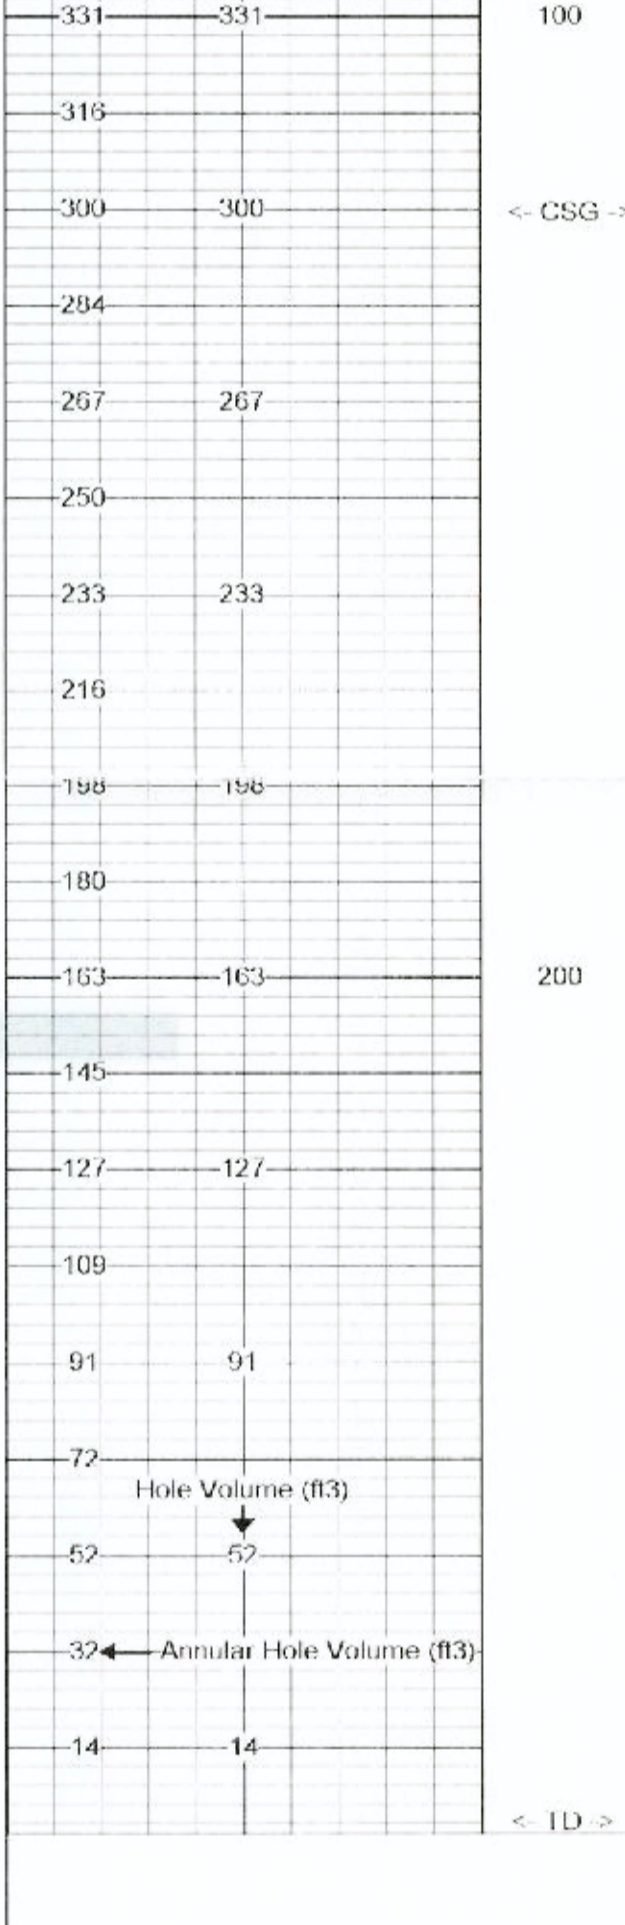 331 331 100
316
300 300 <- CSG ->
284
267 267
250
233 233
216
198 198
180
163 163 200
145
127 127
109
91 91
72
Hole Volume (ft3)
52 52
32 Annular Hole Volume (ft3)
14 14
<- TD ->